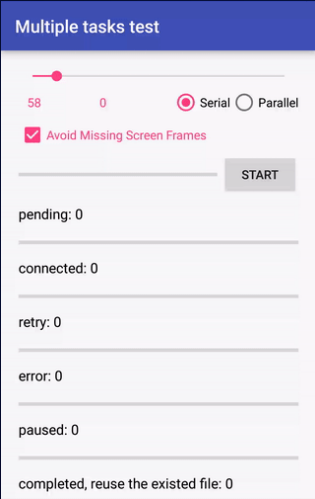 Multiple tasks test
58 0 Serial Parallel
Avoid Missing Screen Frames
START
pending: 0
connected: 0
retry: 0
error: 0
paused: 0
completed, reuse the existed file: 0